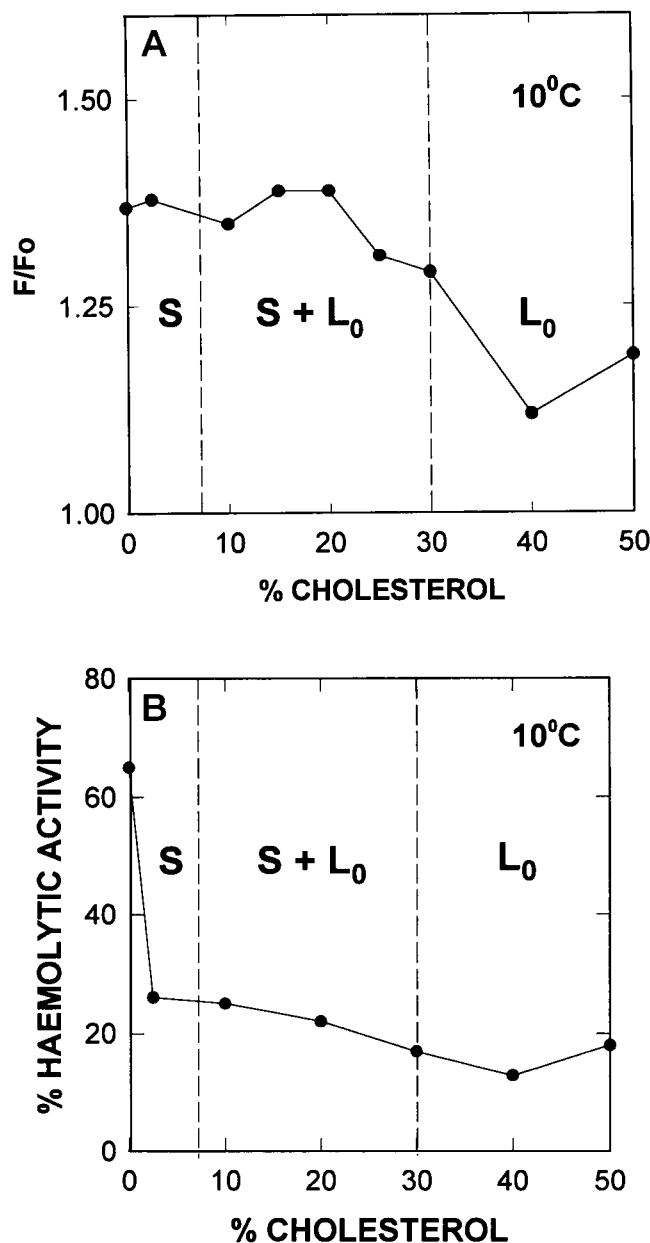 A
10⁰C
1.50
F/Fo
1.25
S
S + L₀
L₀
1.00
0 10 20 30 40 50
% CHOLESTEROL
80
B
10⁰C
% HAEMOLYTIC ACTIVITY
60
S
S + L₀
L₀
40
20
0
0 10 20 30 40 50
% CHOLESTEROL